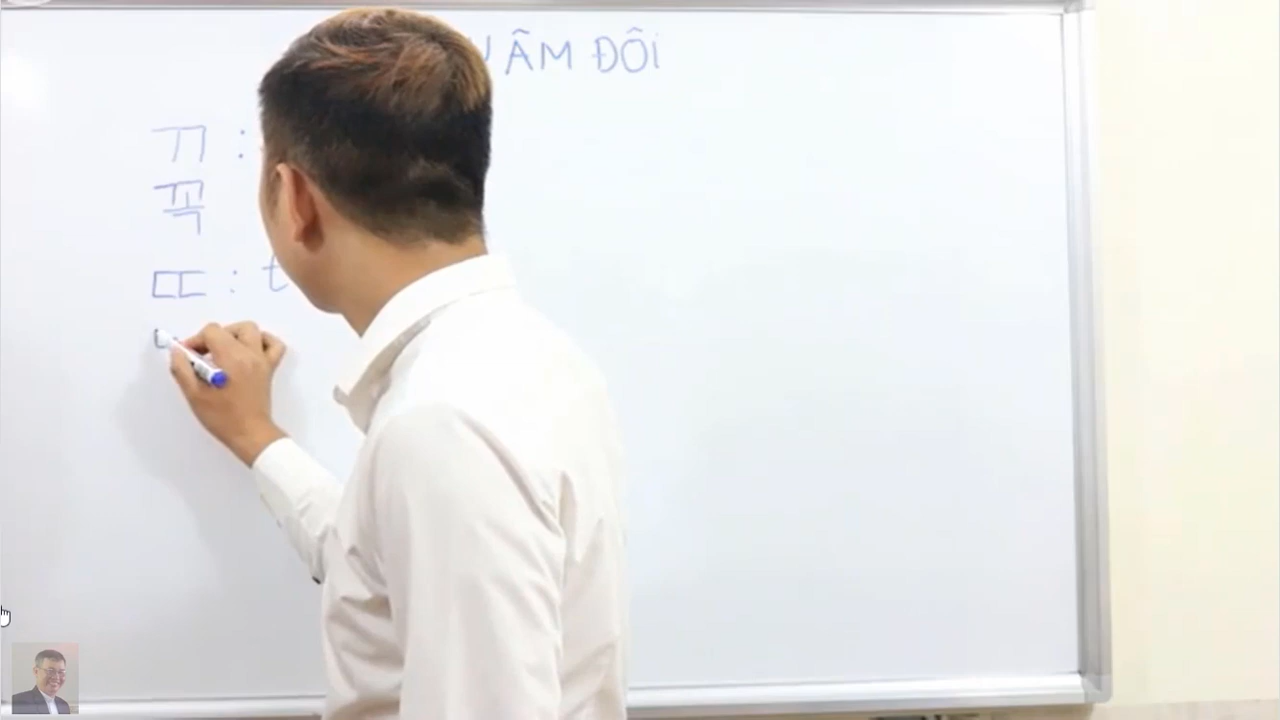 ÂM ĐÔI
ㄲ :
꼭
ㄸ : t